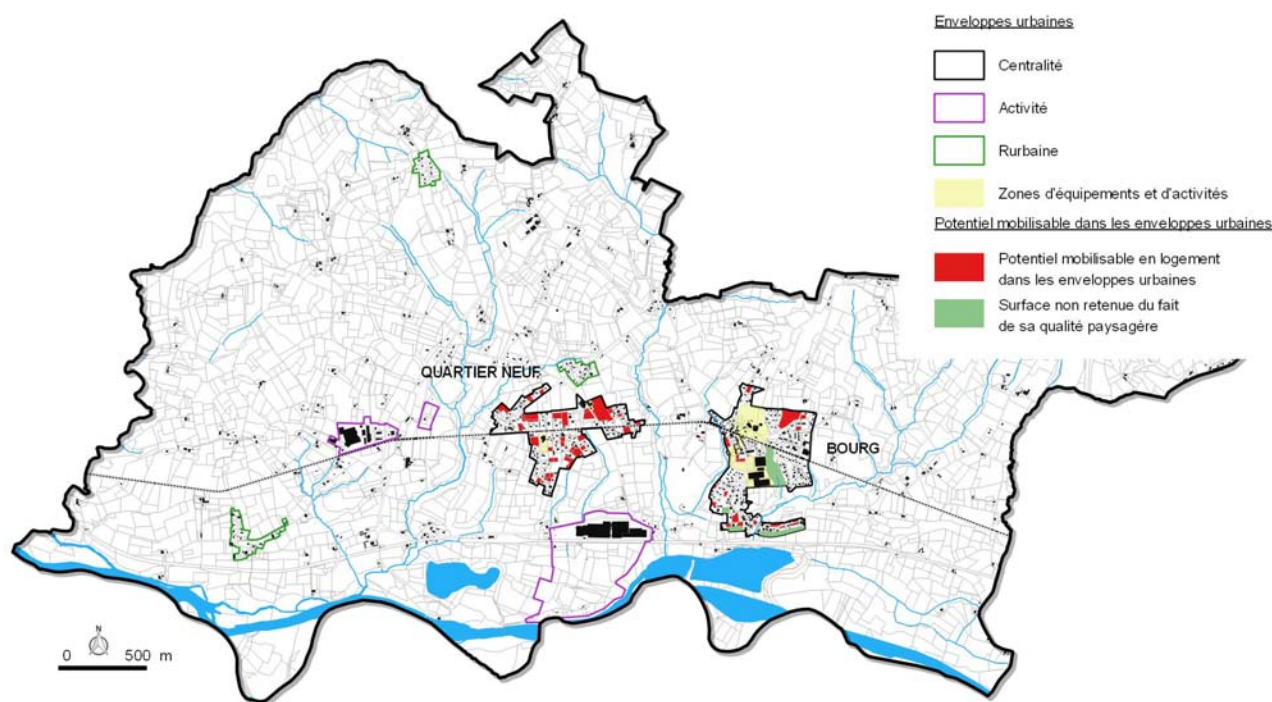 Enveloppes urbaines
Centralité
Activité
Rurbaine
Zones d'équipements et d'activités
Potentiel mobilisable dans les enveloppes urbaines
Potentiel mobilisable en logement
dans les enveloppes urbaines
Surface non retenue du fait
de sa qualité paysagére
QUARTIER NEUF
BOURG
N
0 500 m